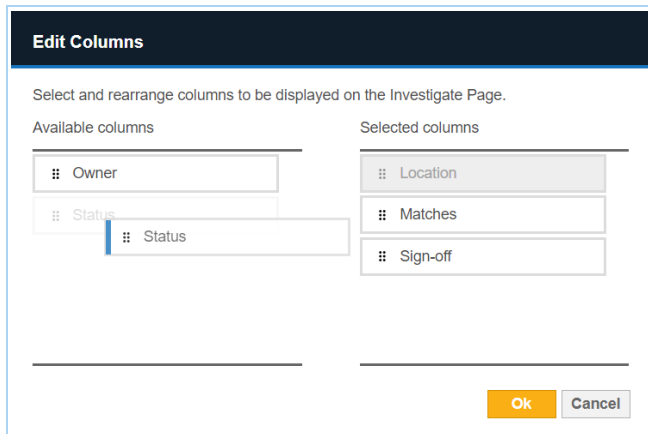 Edit Columns
Select and rearrange columns to be displayed on the Investigate Page.
Available columns
Selected columns
Owner
Location
Status
Matches
Status
Sign-off
Ok
Cancel